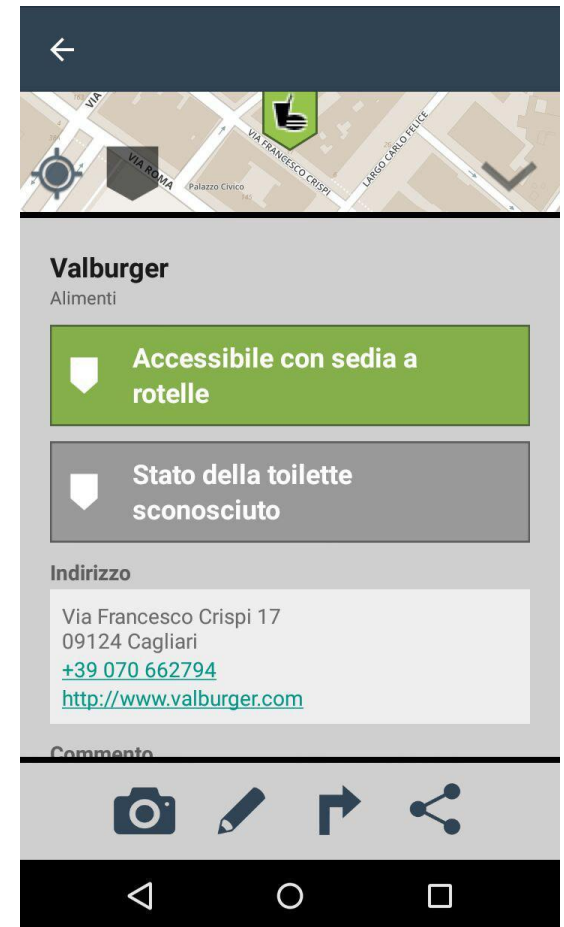 VIA
VIA ROMA
Palazzo Civico
VIA FRANCESCO CRISPI
LARGO CARLO FELICE
Valburger
Alimenti
Accessibile con sedia a
rotelle
Stato della toilette
sconosciuto
Indirizzo
Via Francesco Crispi 17
09124 Cagliari
+39 070 662794
http://www.valburger.com
Commento